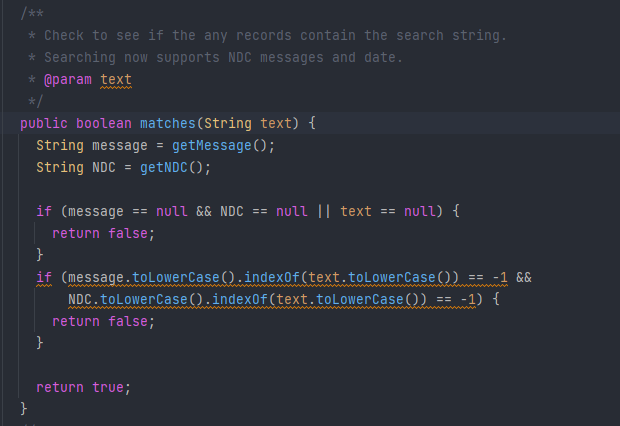 /**
 * Check to see if the any records contain the search string.
 * Searching now supports NDC messages and date.
 * @param text
 */
public boolean matches(String text) {
  String message = getMessage();
  String NDC = getNDC();

  if (message == null && NDC == null || text == null) {
    return false;
  }
  if (message.toLowerCase().indexOf(text.toLowerCase()) == -1 &&
      NDC.toLowerCase().indexOf(text.toLowerCase()) == -1) {
    return false;
  }

  return true;
}